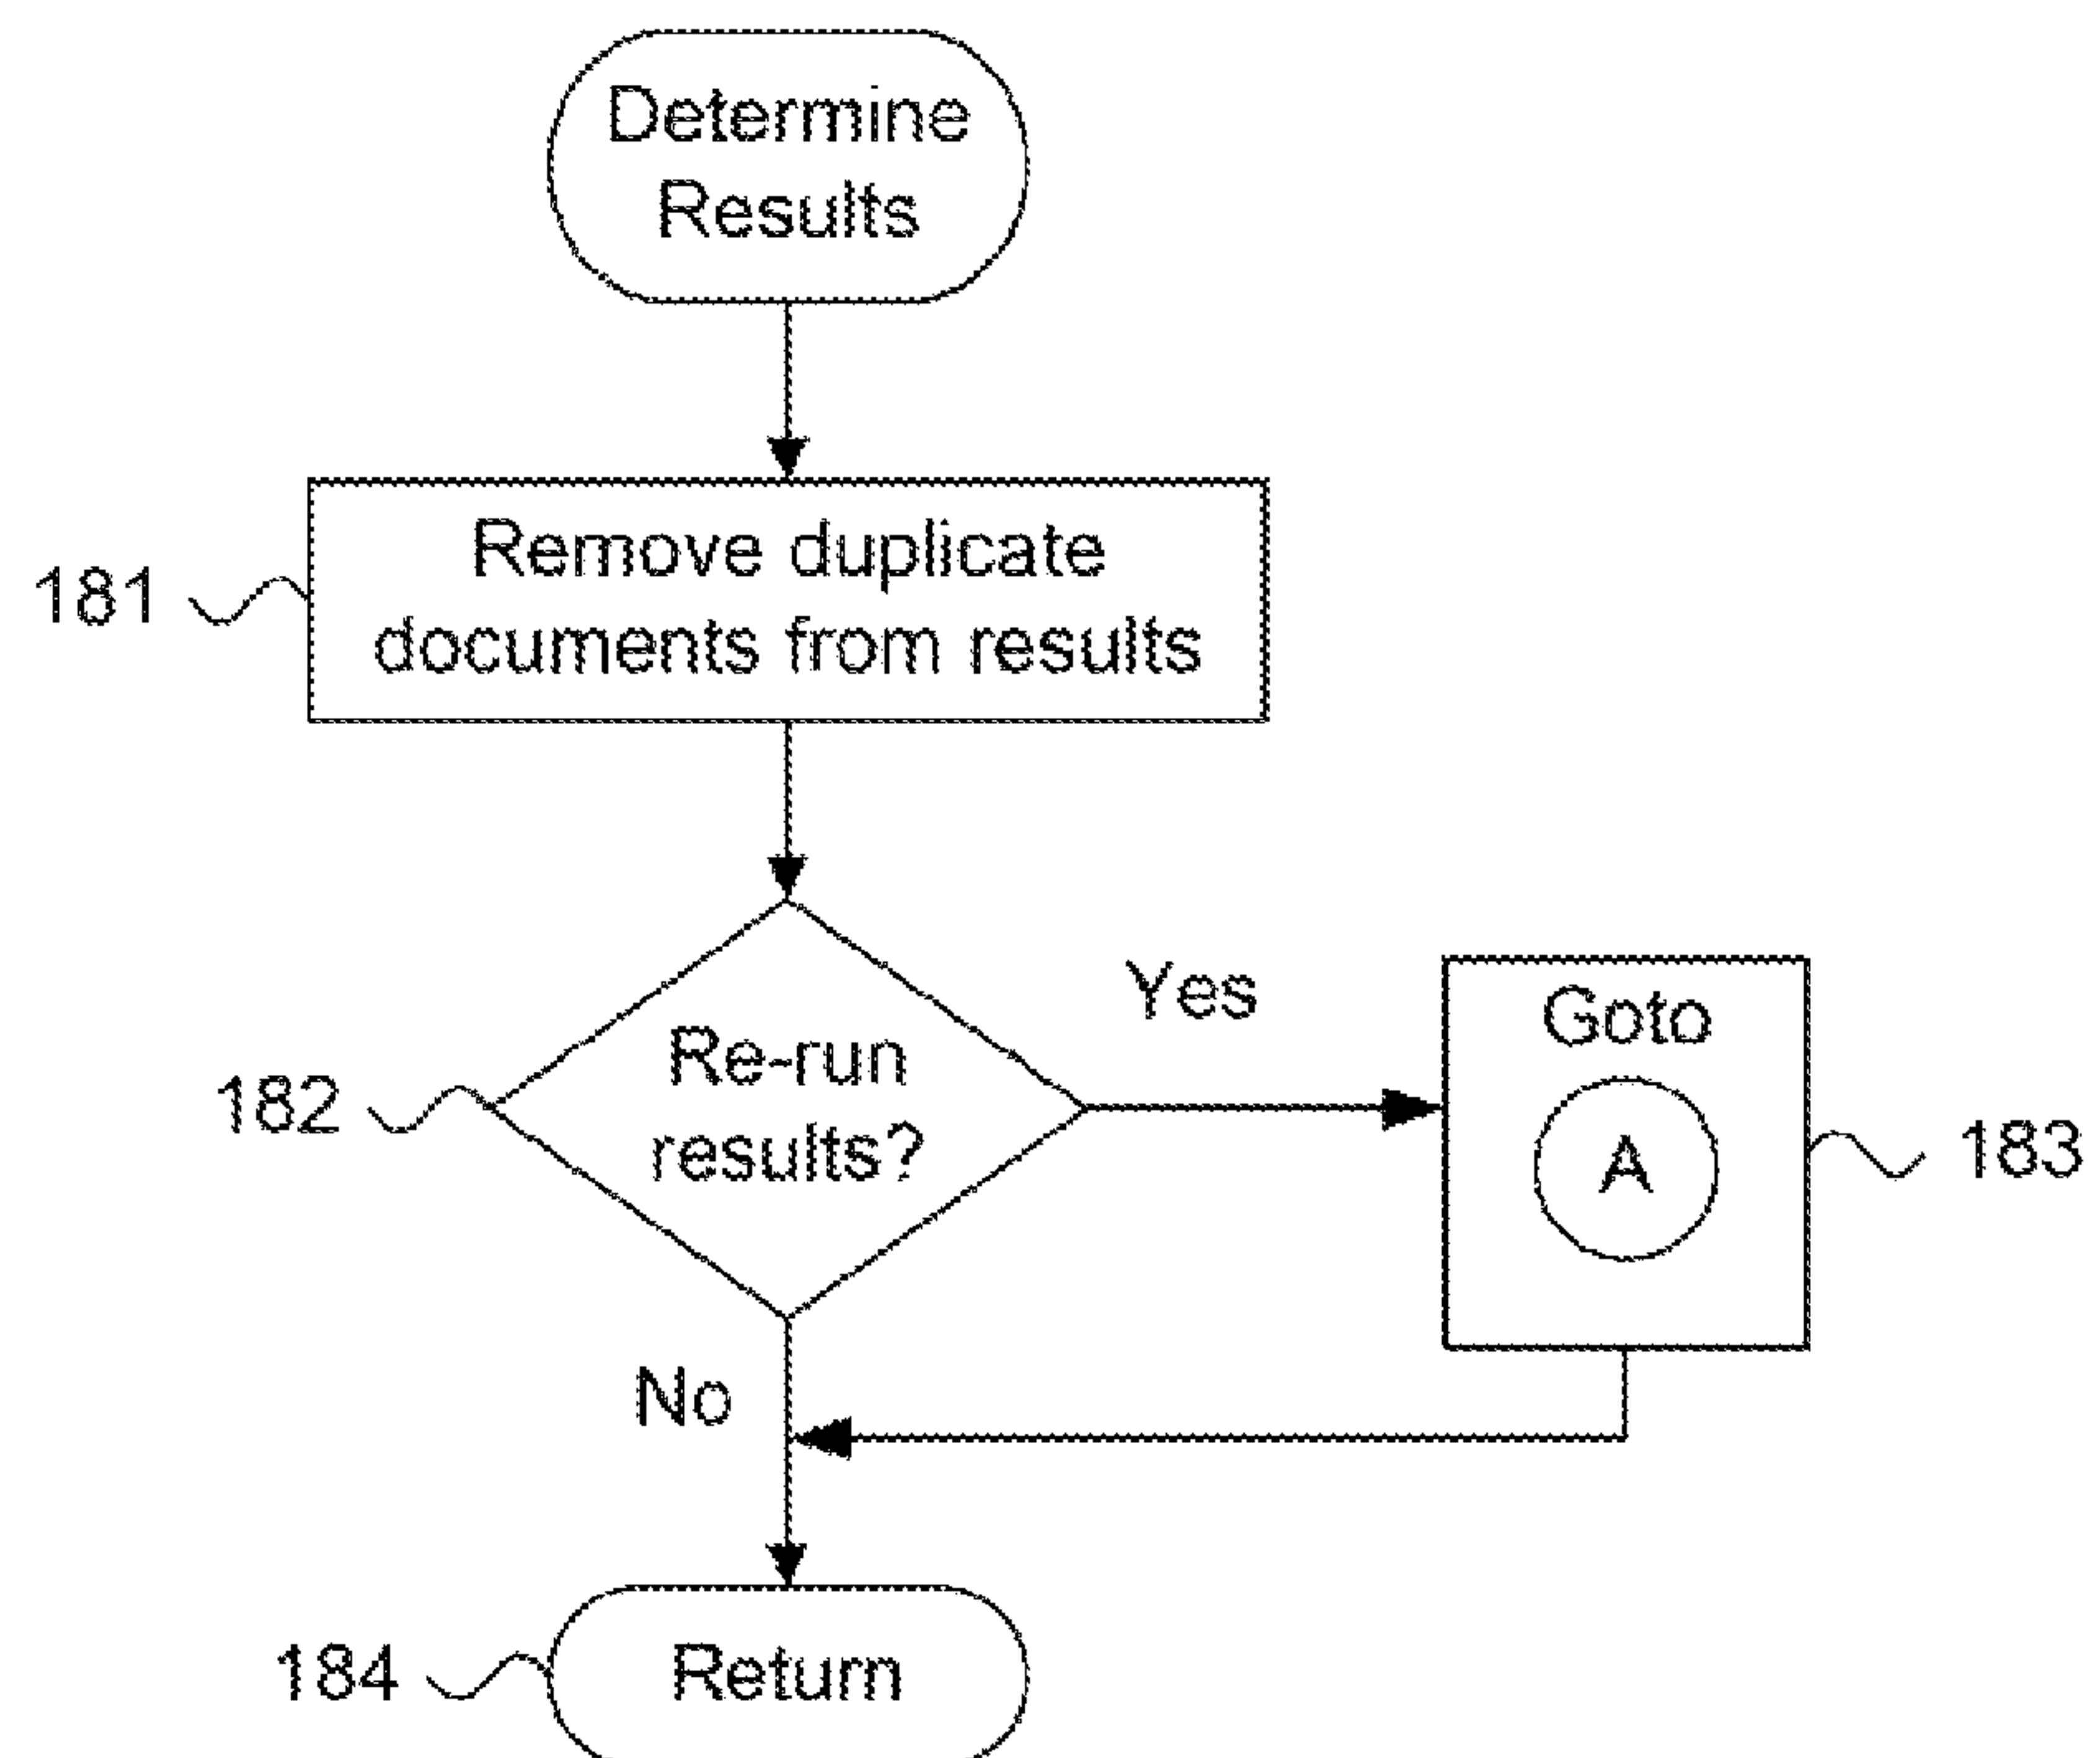 Determine
Results
Remove duplicate
documents from results
181
Yes
Goto
Re-run
results?
A
182
183
No
Return
184